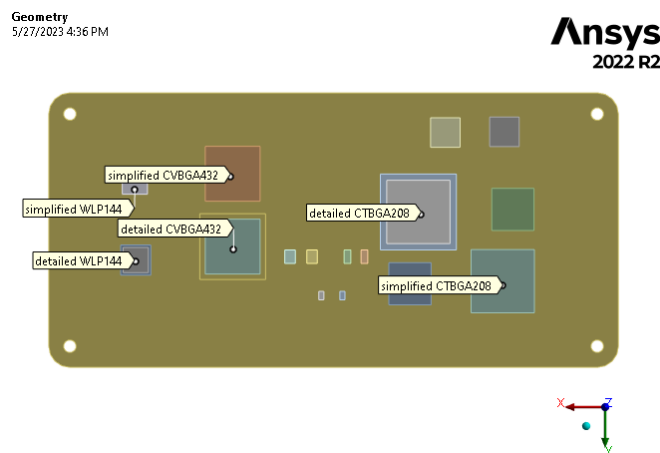 Geometry
5/27/2023 4:36 PM
Ansys
2022 R2
simplified CVBGA432
simplified WLP144
detailed CTBGA208
detailed CVBGA432
detailed WLP144
simplified CTBGA208
X
Z
Y